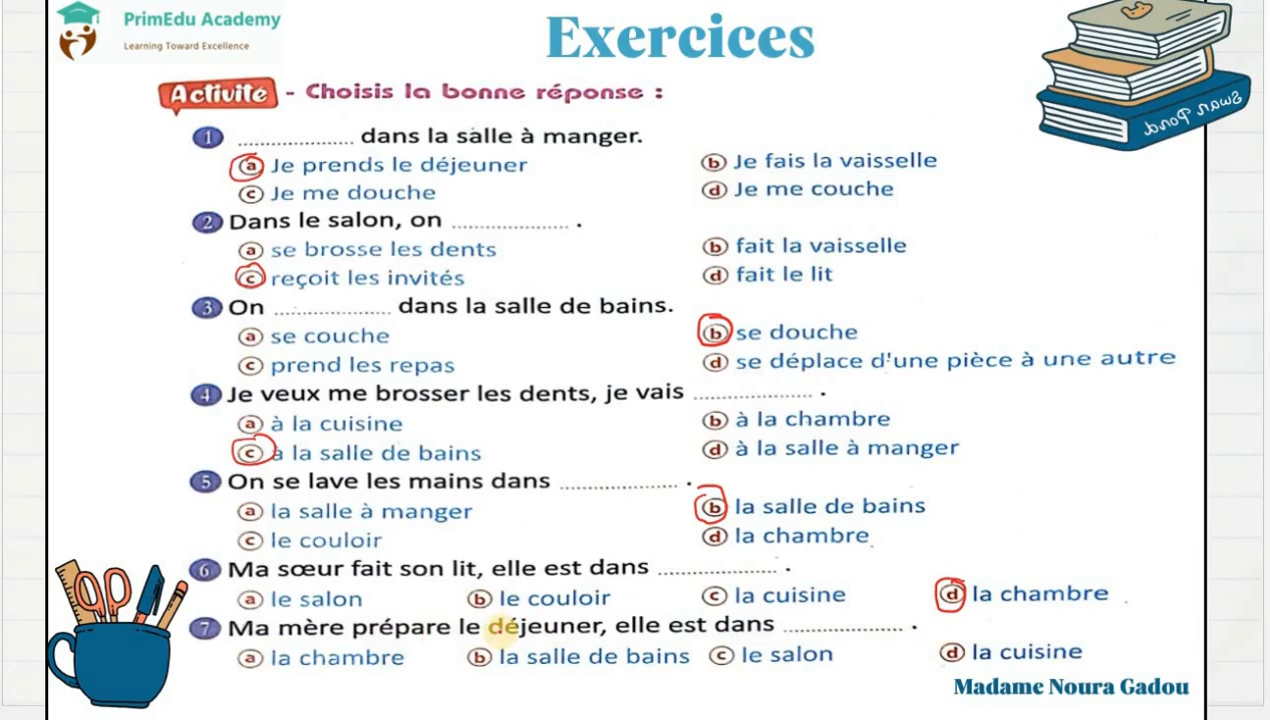 PrimEdu Academy
Learning Toward Excellence
Exercices
Activité - Choisis la bonne réponse :
1 .................... dans la salle à manger.
a Je prends le déjeuner b Je fais la vaisselle
c Je me douche d Je me couche
2 Dans le salon, on .................... .
a se brosse les dents b fait la vaisselle
c reçoit les invités d fait le lit
3 On .................... dans la salle de bains.
a se couche b se douche
c prend les repas d se déplace d'une pièce à une autre
4 Je veux me brosser les dents, je vais .................... .
a à la cuisine b à la chambre
c à la salle de bains d à la salle à manger
5 On se lave les mains dans .................... .
a la salle à manger b la salle de bains
c le couloir d la chambre
6 Ma sœur fait son lit, elle est dans .................... .
a le salon b le couloir c la cuisine d la chambre
7 Ma mère prépare le déjeuner, elle est dans .................... .
a la chambre b la salle de bains c le salon d la cuisine
Madame Noura Gadou
Swan Pond